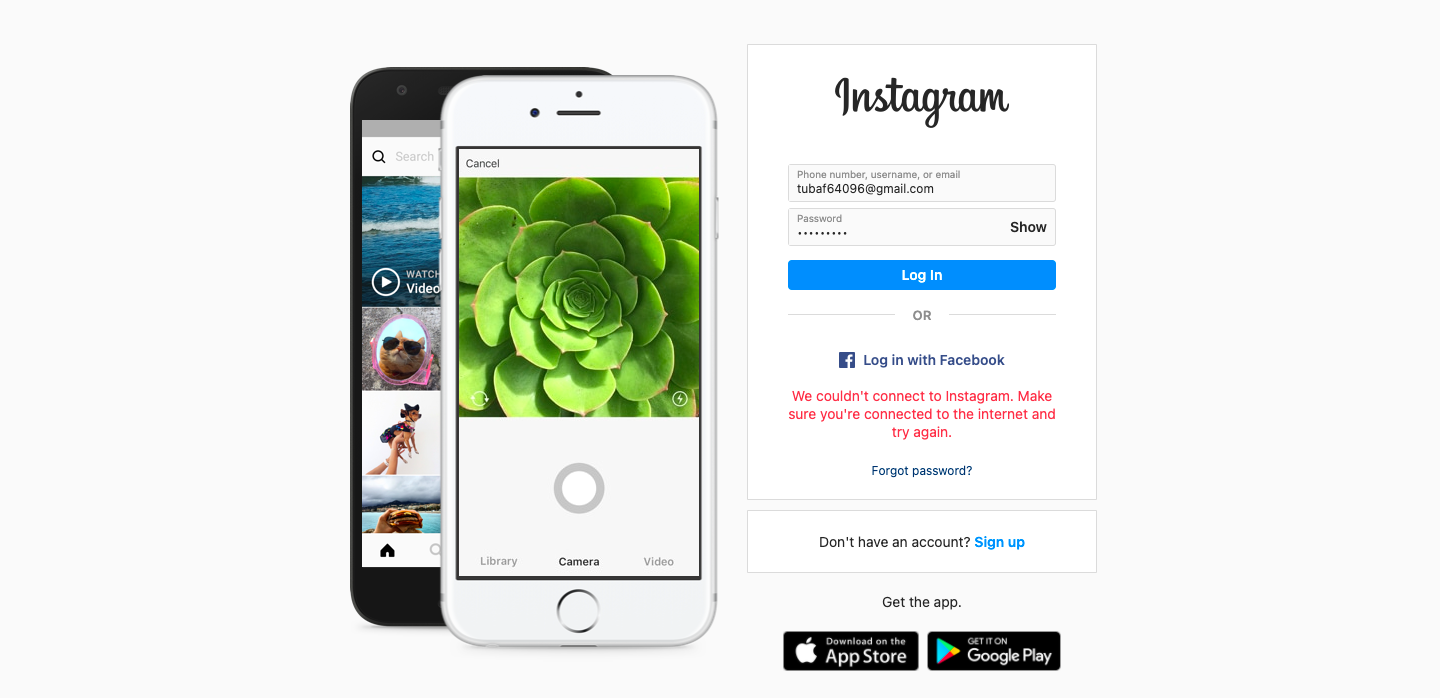 Search
WATCH
Video
Cancel
Library
Camera
Video
Instagram
Phone number, username, or email
tubaf64096@gmail.com
Password
•••••••••
Show
Log In
OR
Log in with Facebook
We couldn't connect to Instagram. Make
sure you're connected to the internet and
try again.
Forgot password?
Don't have an account? Sign up
Get the app.
Download on the
App Store
GET IT ON
Google Play